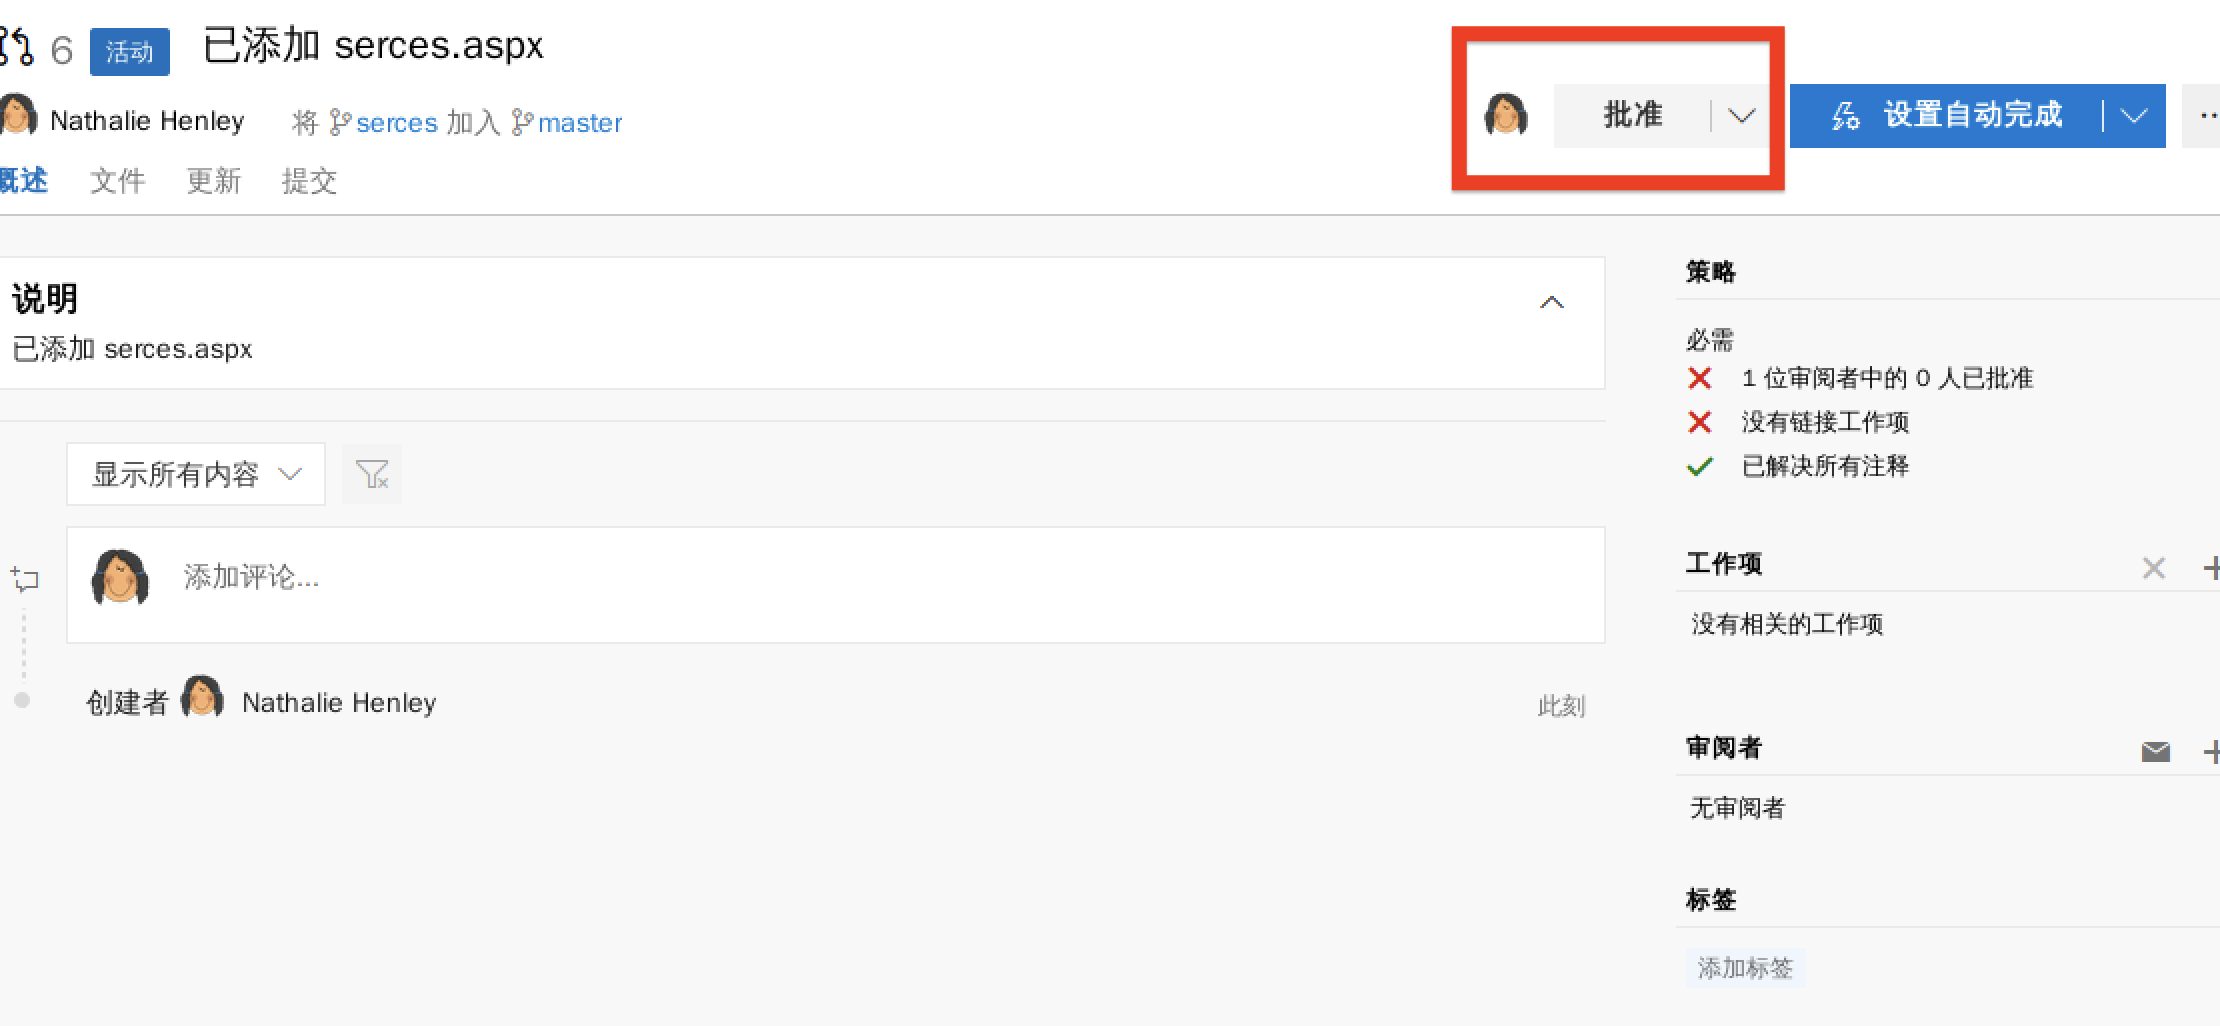 6 活动 已添加 serces.aspx
Nathalie Henley 将 serces 加入 master
批准 设置自动完成
概述 文件 更新 提交
说明
已添加 serces.aspx
显示所有内容
添加评论...
创建者 Nathalie Henley 此刻
策略
必需
1 位审阅者中的 0 人已批准
没有链接工作项
已解决所有注释
工作项
没有相关的工作项
审阅者
无审阅者
标签
添加标签